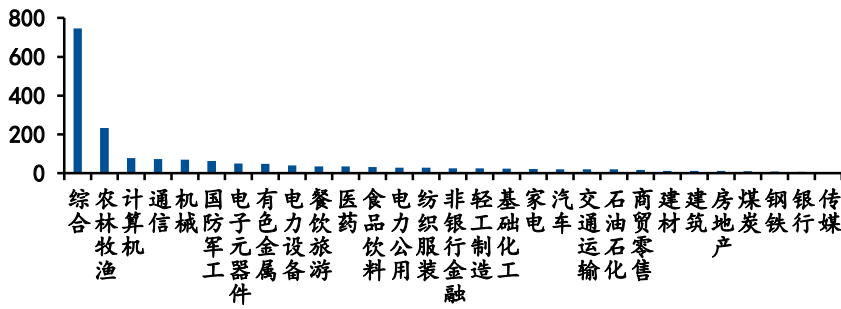 800
600
400
200
0
综合
农林牧渔
计算机
通信
机械
国防军工
电子元器件
有色金属
电力设备
餐饮旅游
医药
食品饮料
电力公用
纺织服装
非银行金融
轻工制造
基础化工
家电
汽车
交通运输
石油石化
商贸零售
建材
建筑
房地产
煤炭
钢铁
银行
传媒